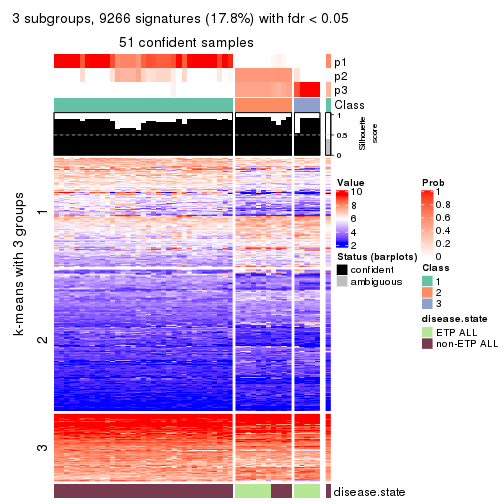 3 subgroups, 9266 signatures (17.8%) with fdr < 0.05
51 confident samples
p1
p2
p3
Class
1
0.5
0
Silhouette
score
k-means with 3 groups
1
2
3
disease.state
Value
10
8
6
4
2
Status (barplots)
confident
ambiguous
Prob
1
0.8
0.6
0.4
0.2
0
Class
1
2
3
disease.state
ETP ALL
non-ETP ALL